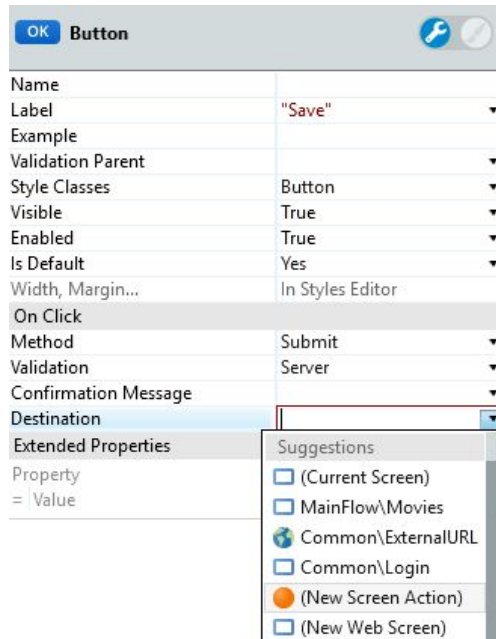 OK Button
Name
Label "Save"
Example
Validation Parent
Style Classes Button
Visible True
Enabled True
Is Default Yes
Width, Margin... In Styles Editor
On Click
Method Submit
Validation Server
Confirmation Message
Destination
Extended Properties
Property
= Value
Suggestions
(Current Screen)
MainFlow\Movies
Common\ExternalURL
Common\Login
(New Screen Action)
(New Web Screen)